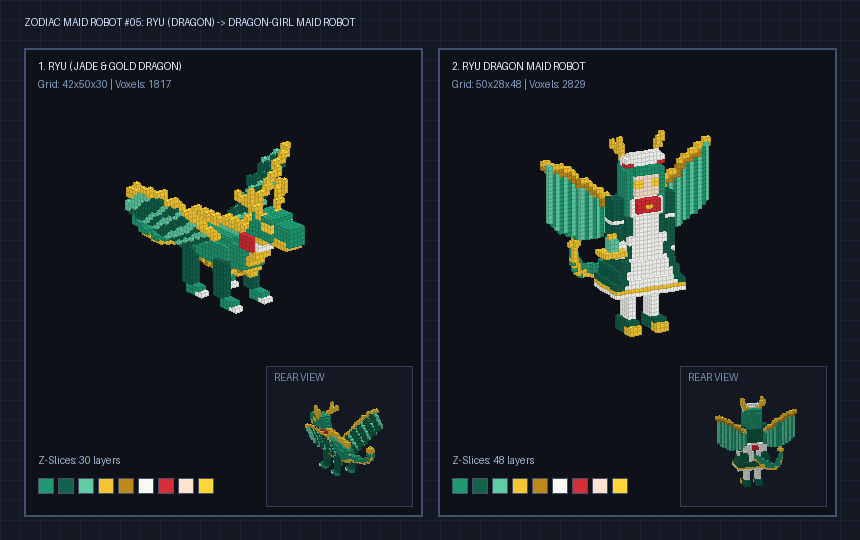 ZODIAC MAID ROBOT #05: RYU (DRAGON) -> DRAGON-GIRL MAID ROBOT
1. RYU (JADE & GOLD DRAGON)
Grid: 42x50x30 | Voxels: 1817
REAR VIEW
Z-Slices: 30 layers
2. RYU DRAGON MAID ROBOT
Grid: 50x28x48 | Voxels: 2829
REAR VIEW
Z-Slices: 48 layers